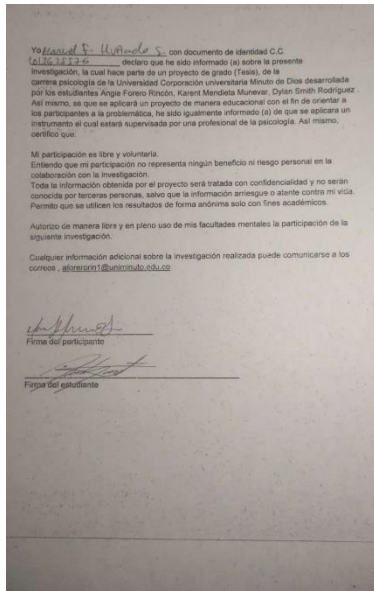 Yo Manuel F. con documento de identidad C.C
declaro que he sido informado (a) sobre la presente
investigación, la cual hace parte de un proyecto de grado (Tesis), de la
carrera psicología de la Universidad Corporación universitaria Minuto de Dios desarrollada
por los estudiantes Angie Forero Rincón, Karent Mendieta Munevar, Dylan Smith Rodríguez .
Así mismo, se que se aplicará un proyecto de manera educacional con el fin de orientar a
los participantes a la problemática, he sido igualmente informado (a) de que se aplicara un
instrumento el cual estará supervisada por una profesional de la psicología. Así mismo,
certifico que:
Mi participación es libre y voluntaria.
Entiendo que mi participación no representa ningún beneficio ni riesgo personal en la
colaboración con la investigación.
Toda la información obtenida por el proyecto será tratada con confidencialidad y no serán
conocida por terceras personas, salvo que la información arriesgue o atente contra mi vida.
Permito que se utilicen los resultados de forma anónima solo con fines académicos.
Autorizo de manera libre y en pleno uso de mis facultades mentales la participación de la
siguiente investigación.
Cualquier información adicional sobre la investigación realizada puede comunicarse a los
correos , aforerorin1@uniminuto.edu.co
Firma del participante
Firma del estudiante